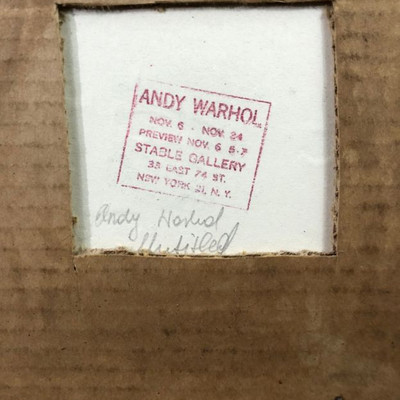 ANDY WARHOL
NOV. 6 - NOV. 24
PREVIEW NOV. 6 5-7
STABLE GALLERY
33 EAST 74 ST.
NEW YORK 21, N.Y.
Andy Warhol
Untitled